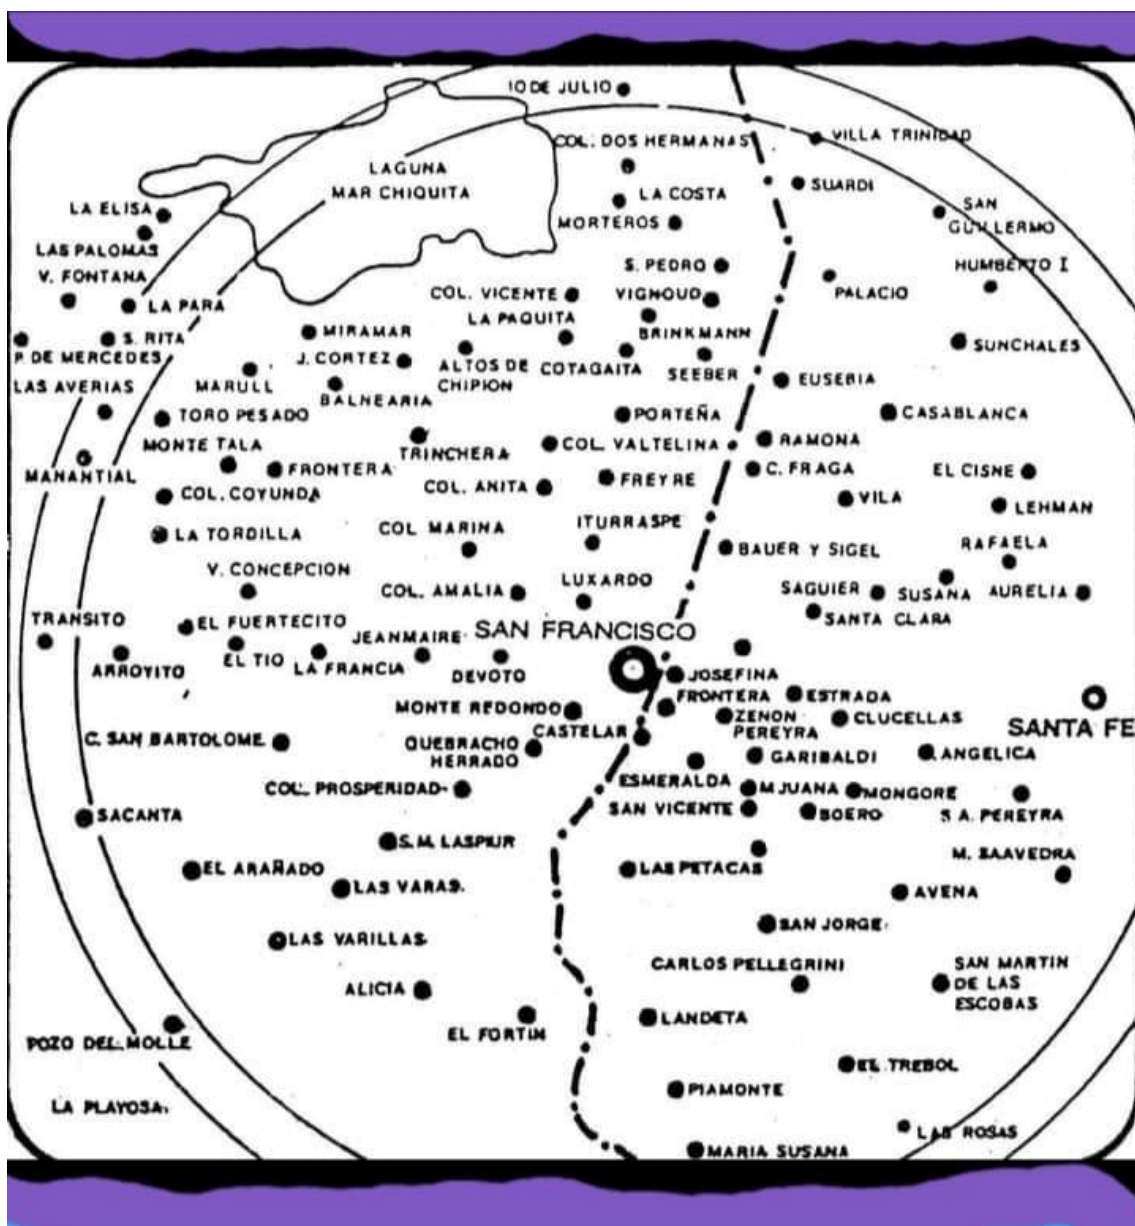 10 DE JULIO
COL. DOS HERMANAS
VILLA TRINIDAD
LAGUNA
MAR CHIQUITA
LA COSTA
SUARDI
LA ELISA
MORTEROS
SAN
GUILLERMO
LAS PALOMAS
V. FONTANA
S. PEDRO
HUMBERTO I
LA PARA
COL. VICENTE
VIGNOUD
PALACIO
LA PAQUITA
MIRAMAR
BRINKMANN
S. RITA
SUNCHALES
P. DE MERCEDES
J. CORTEZ
ALTOS DE
CHIPION
COTAGAITA
SEEBER
EUSEBIA
LAS AVERIAS
MARULL
BALNEARIA
TORO PESADO
PORTEÑA
CASABLANCA
MONTE TALA
TRINCHERA
COL. VALTELINA
RAMONA
MANANTIAL
FRONTERA
FREYRE
C. FRAGA
EL CISNE
COL. COYUNDA
COL. ANITA
VILA
LEHMAN
LA TORDILLA
COL MARINA
ITURRASPE
BAUER Y SIGEL
RAFAELA
V. CONCEPCION
COL. AMALIA
LUXARDO
SAGUIER
SUSANA
AURELIA
TRANSITO
EL FUERTECITO
JEANMAIRE
SAN FRANCISCO
SANTA CLARA
ARROYITO
EL TIO
LA FRANCIA
DEVOTO
JOSEFINA
MONTE REDONDO
FRONTERA
ESTRADA
ZENON
PEREYRA
CLUCELLAS
SANTA FE
C. SAN BARTOLOME
QUEBRACHO
HERRADO
CASTELAR
GARIBALDI
ANGELICA
COL. PROSPERIDAD
ESMERALDA
M. JUANA
MONGORE
SACANTA
SAN VICENTE
BOERO
S A. PEREYRA
S. M. LASPIUR
M. SAAVEDRA
EL ARAÑADO
LAS VARAS.
LAS PETACAS
AVENA
LAS VARILLAS
SAN JORGE
ALICIA
CARLOS PELLEGRINI
SAN MARTIN
DE LAS
ESCOBAS
POZO DEL MOLLE
EL FORTIN
LANDETA
EL TREBOL
LA PLAYOSA
PIAMONTE
LAS ROSAS
MARIA SUSANA